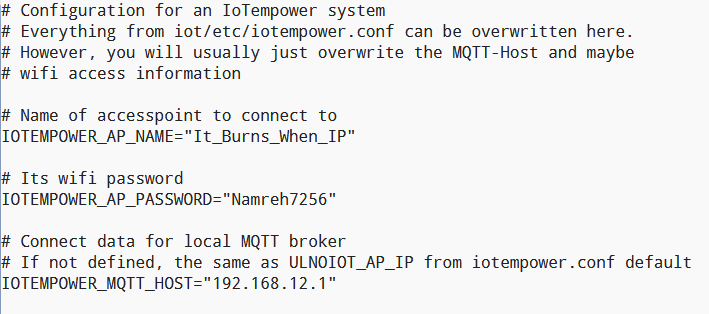 # Configuration for an IoTempower system
# Everything from iot/etc/iotempower.conf can be overwritten here.
# However, you will usually just overwrite the MQTT-Host and maybe
# wifi access information
# Name of accesspoint to connect to
IOTEMPOWER_AP_NAME="It_Burns_When_IP"
# Its wifi password
IOTEMPOWER_AP_PASSWORD="Namreh7256"
# Connect data for local MQTT broker
# If not defined, the same as ULNOIOT_AP_IP from iotempower.conf default
IOTEMPOWER_MQTT_HOST="192.168.12.1"